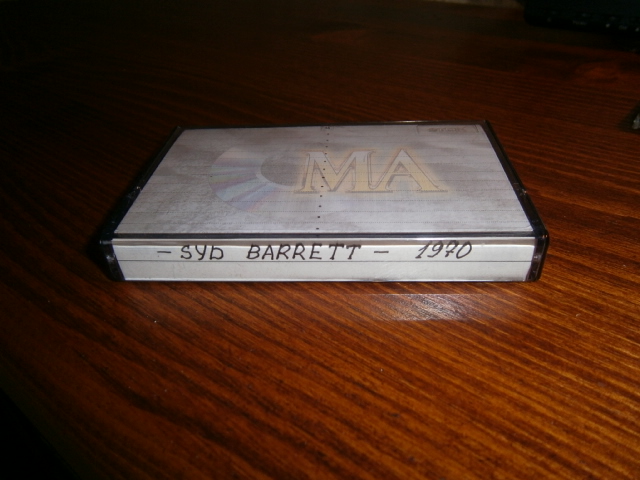 MA
– SYD BARRETT – 1970